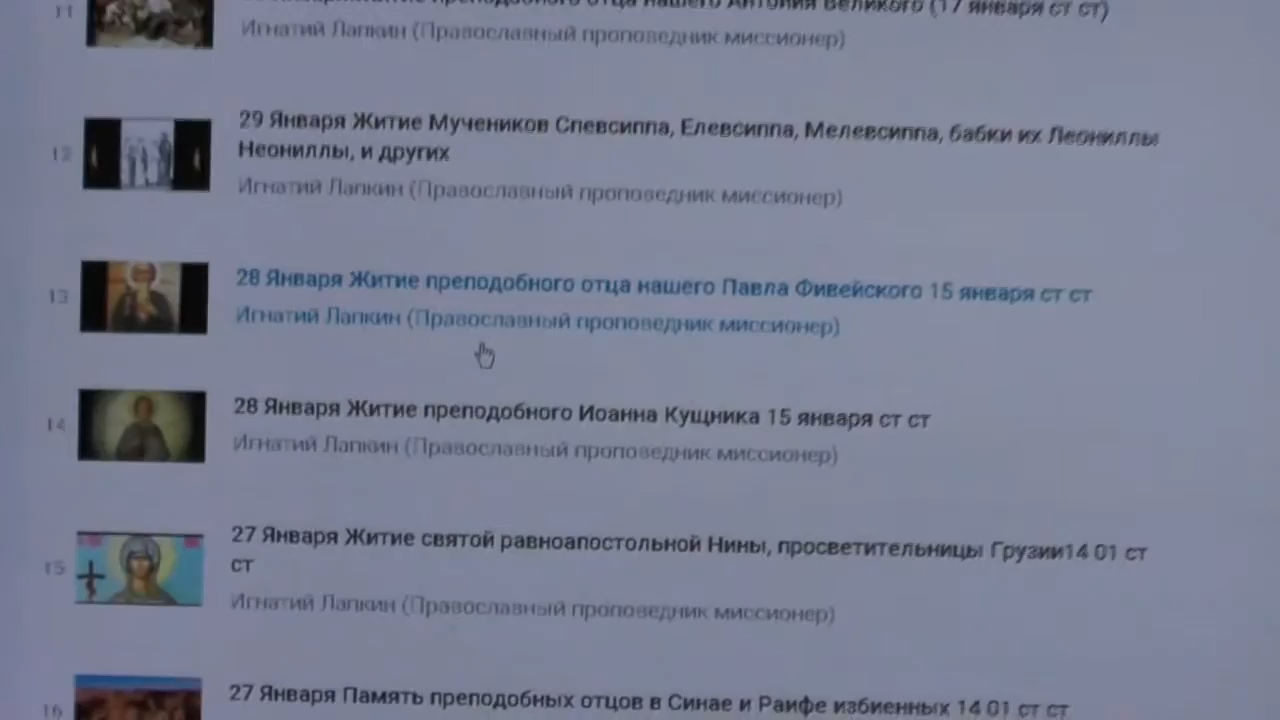 11
преподобного отца нашего Антония Великого (17 января ст ст)
Игнатий Лапкин (Православный проповедник миссионер)
12
29 Января Житие Мучеников Спевсиппа, Елевсиппа, Мелевсиппа, бабки их Леониллы
Неониллы, и других
Игнатий Лапкин (Православный проповедник миссионер)
13
28 Января Житие преподобного отца нашего Павла Фивейского 15 января ст ст
Игнатий Лапкин (Православный проповедник миссионер)
14
28 Января Житие преподобного Иоанна Кущника 15 января ст ст
Игнатий Лапкин (Православный проповедник миссионер)
15
27 Января Житие святой равноапостольной Нины, просветительницы Грузии14 01 ст
ст
Игнатий Лапкин (Православный проповедник миссионер)
16
27 Января Память преподобных отцов в Синае и Раифе избиенных 14 01 ст ст